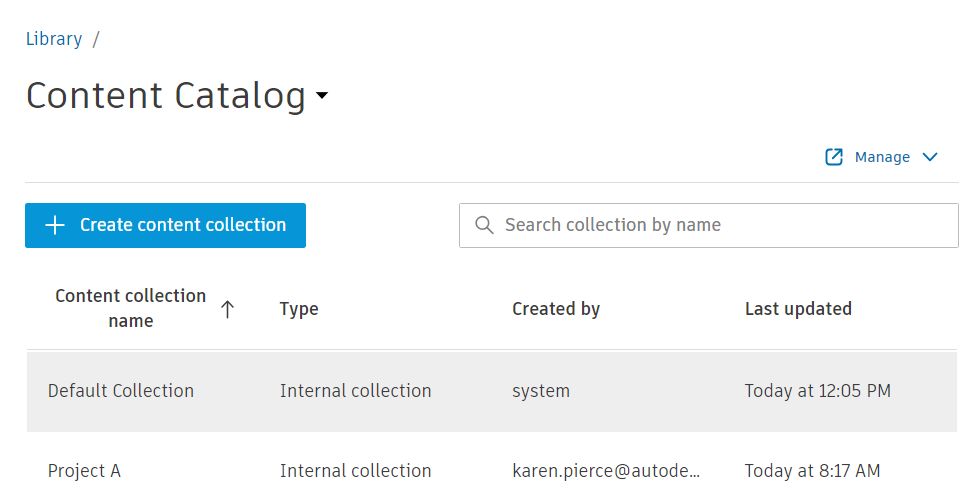 Library /
Content Catalog
Manage
Create content collection
Search collection by name
Content collection name Type Created by Last updated
Default Collection Internal collection system Today at 12:05 PM
Project A Internal collection karen.pierce@autode... Today at 8:17 AM